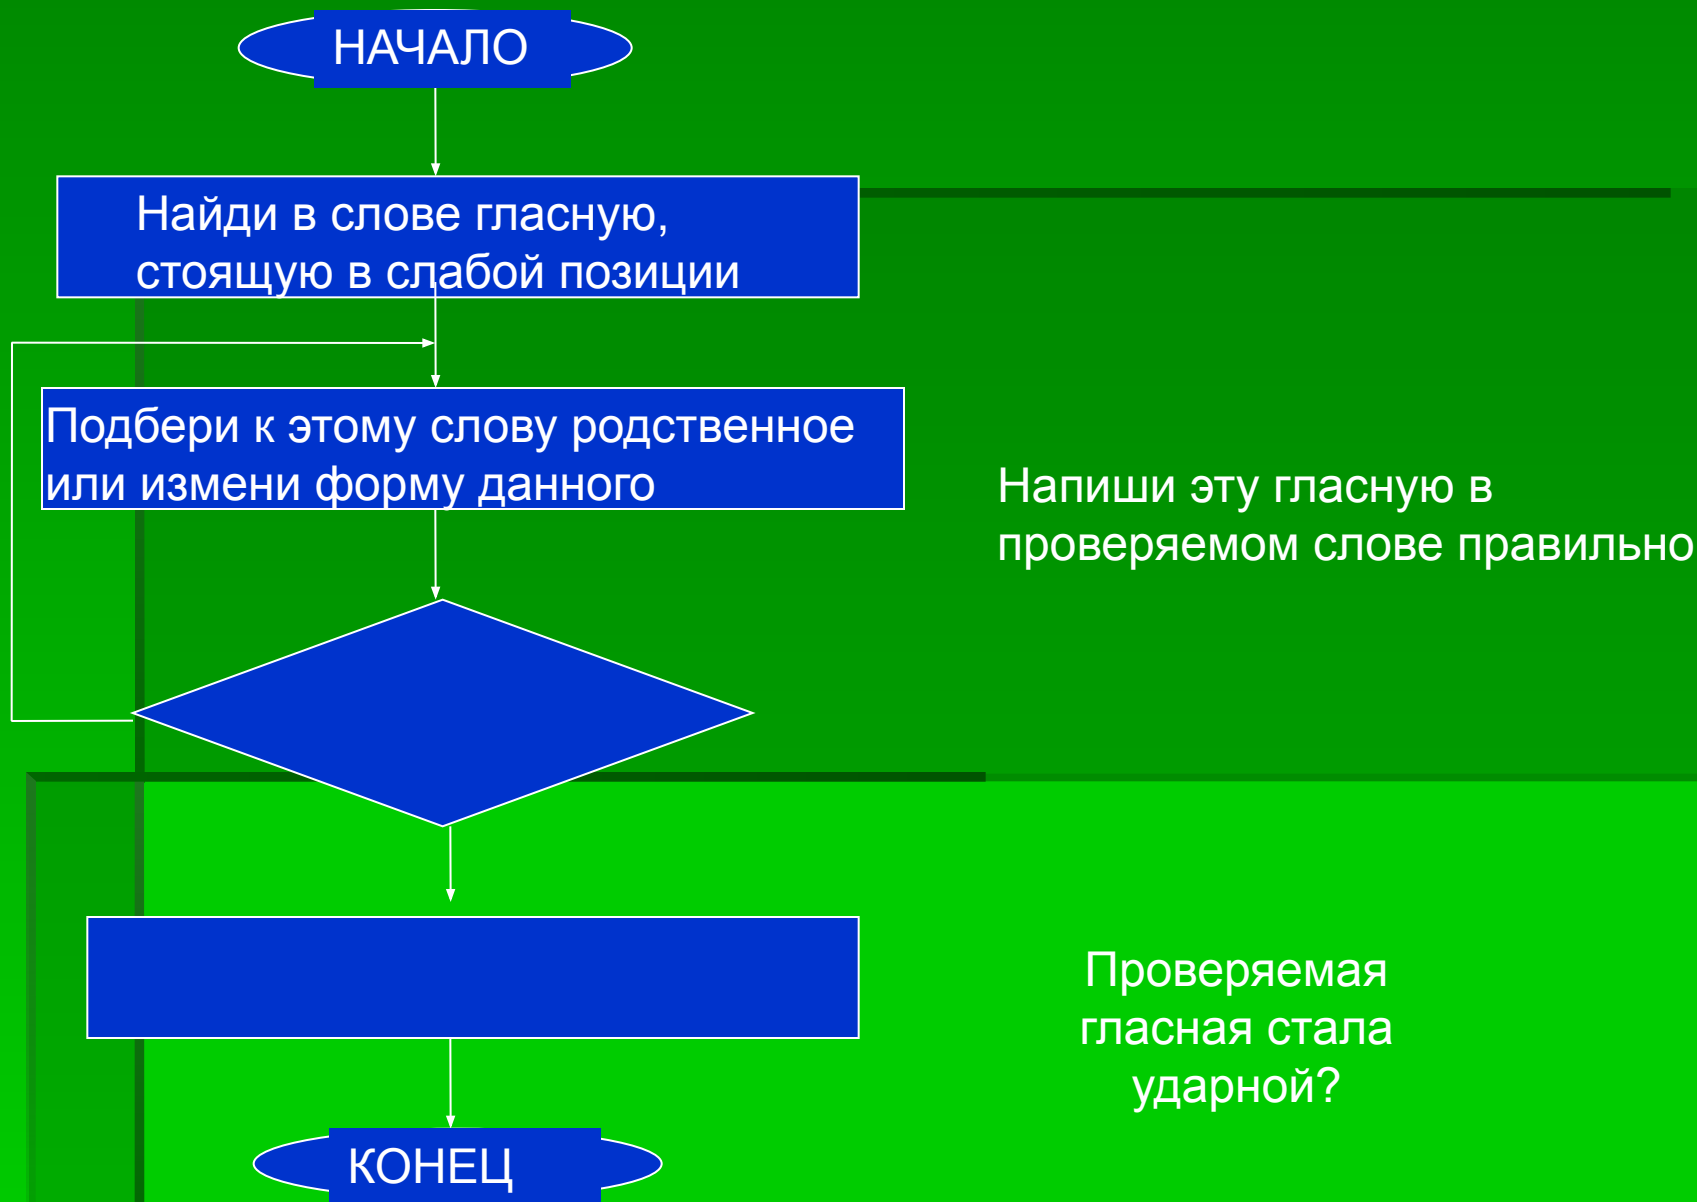 НАЧАЛО
Найди в слове гласную,
стоящую в слабой позиции
Подбери к этому слову родственное
или измени форму данного
Напиши эту гласную в
проверяемом слове правильно
Проверяемая
гласная стала
ударной?
КОНЕЦ